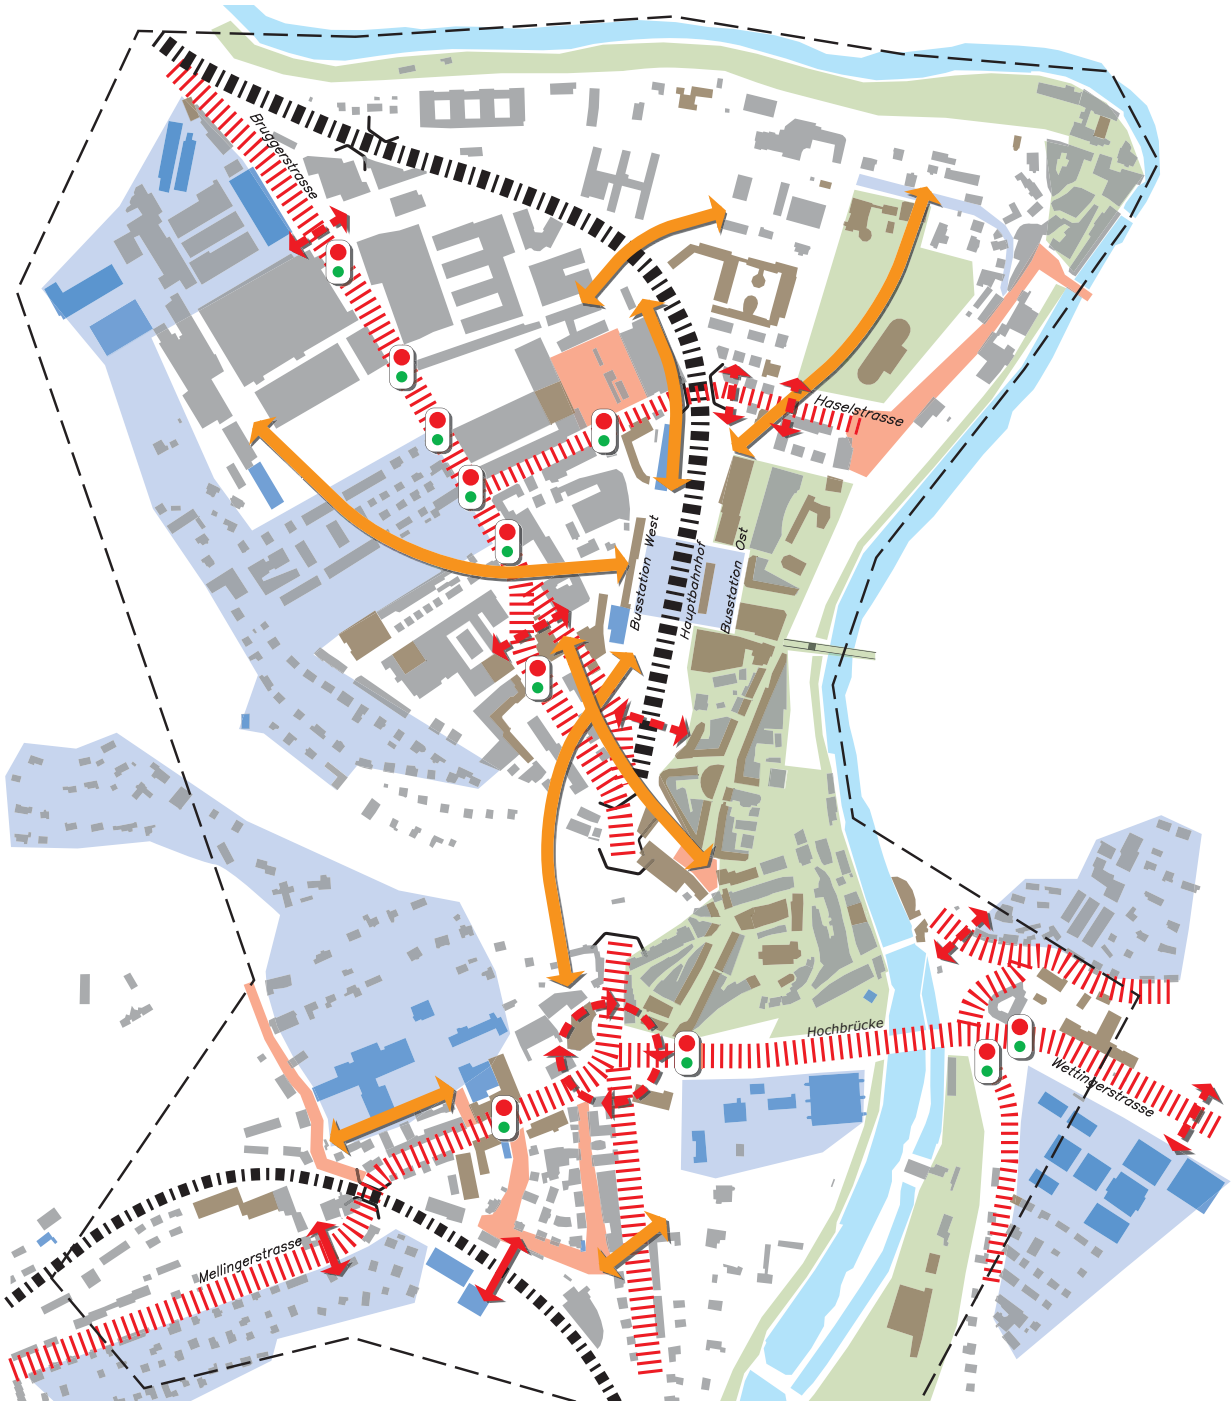 Bruggerstrasse
Haselstrasse
Busstation West
Hauptbahnhof
Busstation Ost
Hochbrücke
Wettingerstrasse
Mellingerstrasse